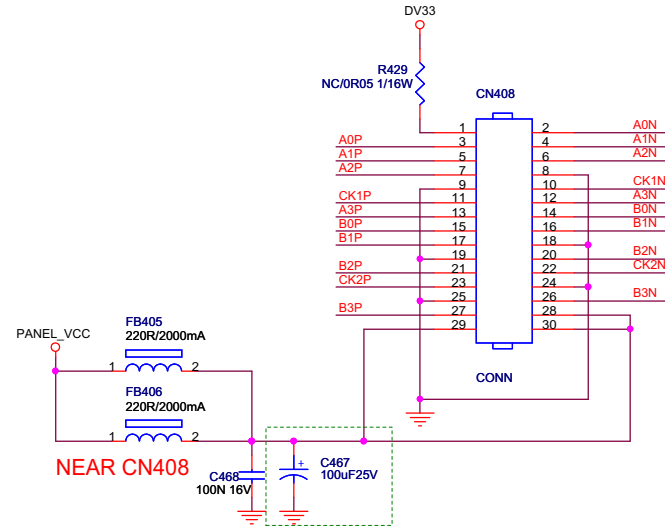 DV33
R429
NC/0R05 1/16W
CN408
1 2 A0N
A0P 3 4 A1N
A1P 5 6 A2N
A2P 7 8
9 10 CK1N
CK1P 11 12 A3N
A3P 13 14 B0N
B0P 15 16 B1N
B1P 17 18
19 20 B2N
B2P 21 22 CK2N
CK2P 23 24
25 26 B3N
B3P 27 28
29 30
CONN
PANEL_VCC
FB405
220R/2000mA
1 2
FB406
220R/2000mA
1 2
NEAR CN408
C468
100N 16V
+
C467
100uF25V